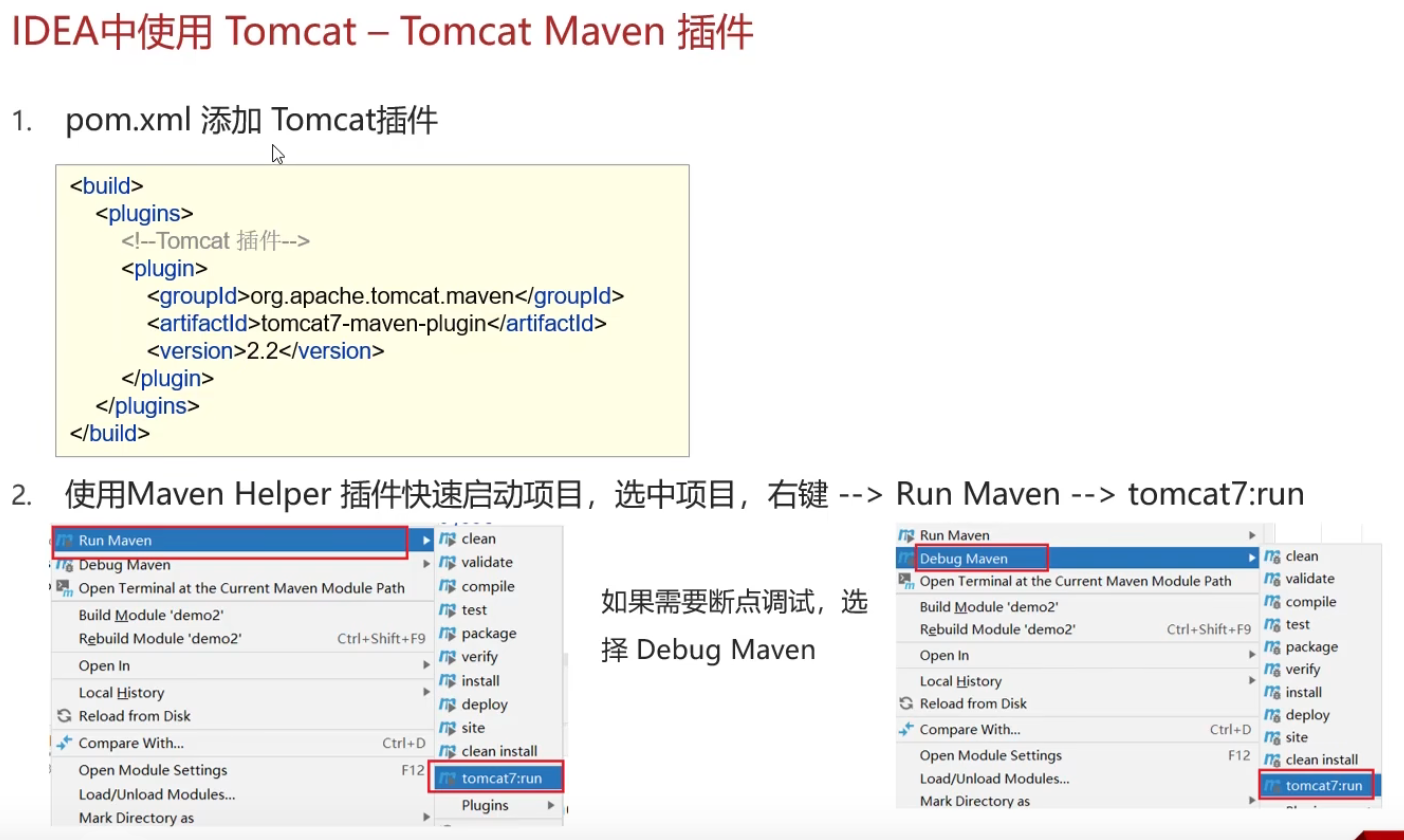 IDEA中使用 Tomcat – Tomcat Maven 插件
1. pom.xml 添加 Tomcat插件
<build>
<plugins>
<!--Tomcat 插件-->
<plugin>
<groupId>org.apache.tomcat.maven</groupId>
<artifactId>tomcat7-maven-plugin</artifactId>
<version>2.2</version>
</plugin>
</plugins>
</build>
2. 使用Maven Helper 插件快速启动项目，选中项目，右键 --> Run Maven --> tomcat7:run
Run Maven
Debug Maven
Open Terminal at the Current Maven Module Path
Build Module 'demo2'
Rebuild Module 'demo2' Ctrl+Shift+F9
Open In
Local History
Reload from Disk
Compare With... Ctrl+D
Open Module Settings F12
Load/Unload Modules...
Mark Directory as
clean
validate
compile
test
package
verify
install
deploy
site
clean install
tomcat7:run
Plugins
如果需要断点调试，选
择 Debug Maven
Run Maven
Debug Maven
Open Terminal at the Current Maven Module Path
Build Module 'demo2'
Rebuild Module 'demo2' Ctrl+Shift+F9
Open In
Local History
Reload from Disk
Compare With... Ctrl+D
Open Module Settings F12
Load/Unload Modules...
Mark Directory as
clean
validate
compile
test
package
verify
install
deploy
site
clean install
tomcat7:run